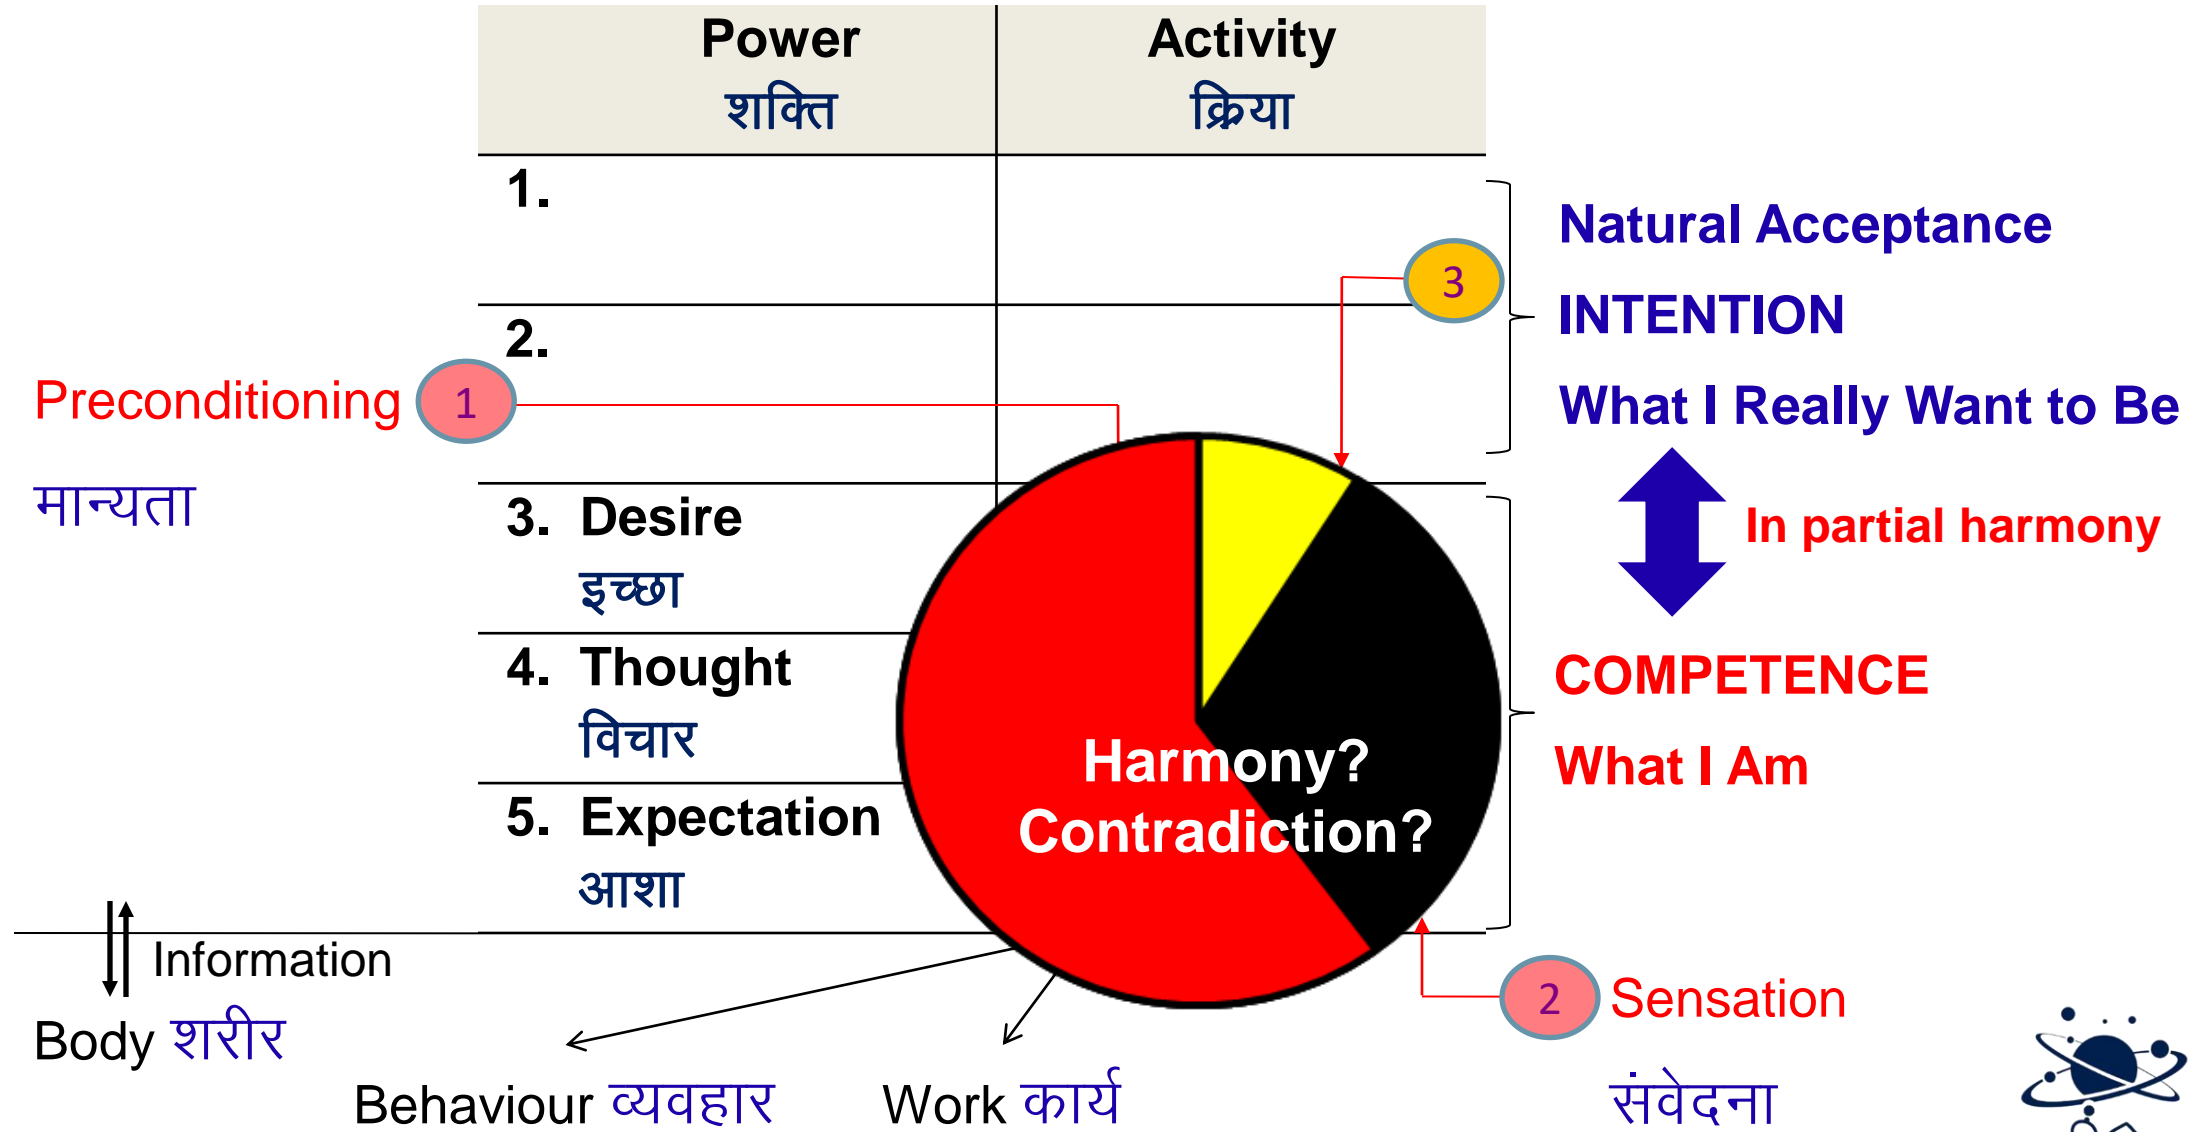 Power
शक्ति
Activity
क्रिया
1.
2.
3. Desire
इच्छा
4. Thought
विचार
5. Expectation
आशा
Preconditioning 1
मान्यता
3
Natural Acceptance
INTENTION
What I Really Want to Be
In partial harmony
COMPETENCE
What I Am
Harmony?
Contradiction?
Information
Body शरीर
Behaviour व्यवहार
Work कार्य
2 Sensation
संवेदना